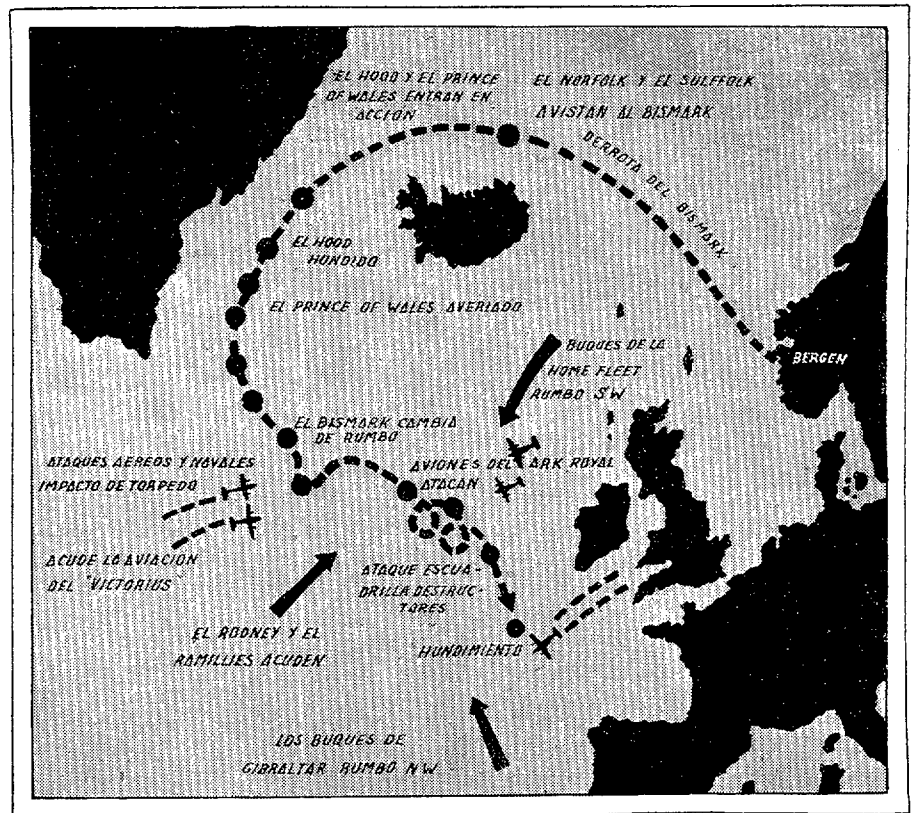 EL HOOD Y EL PRINCE
OF WALES ENTRAN EN
ACCION
EL NORFOLK Y EL SULFFOLK
AVISTAN AL BISMARK
DERROTA DEL BISMARK
EL HOOD
HUNDIDO
EL PRINCE OF WALES AVERIADO
BUQUES DE LA
HOME FLEET
RUMBO SW
BERGEN
EL BISMARK CAMBIA
DE RUMBO
ATAQUES AEREOS Y NAVALES
IMPACTO DE TORPEDO
AVIONES DEL ARK ROYAL
ATACAN
ACUDE LA AVIACION
DEL "VICTORIUS"
ATAQUE ESCUA-
DRILLA DESTRUC-
TORES
EL RODNEY Y EL
RAMILLIES ACUDEN
HUNDIMIENTO
LOS BUQUES DE
GIBRALTAR RUMBO NW.